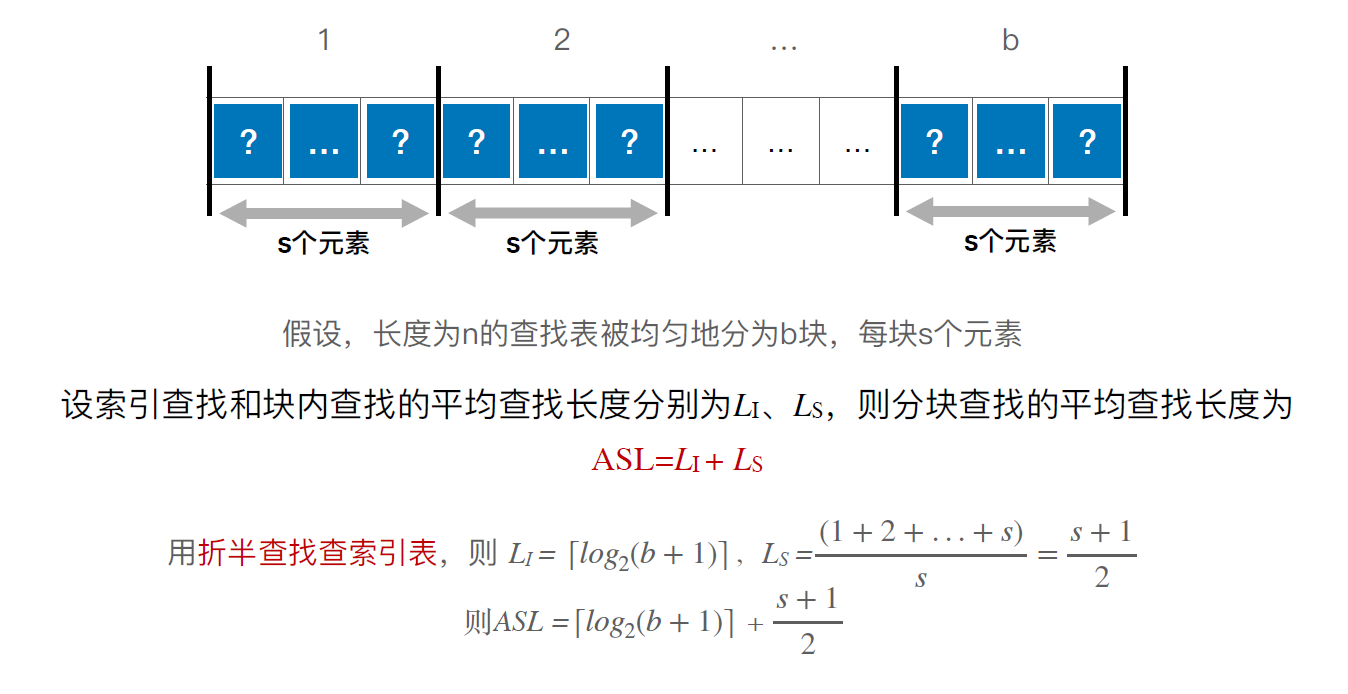 1 2 … b
? … ? ? … ? … … … ? … ?
s个元素 s个元素 s个元素
假设，长度为n的查找表被均匀地分为b块，每块s个元素
设索引查找和块内查找的平均查找长度分别为LI、LS，则分块查找的平均查找长度为
ASL=LI + LS
用折半查找查索引表，则 LI = ⌈log₂(b + 1)⌉ , LS = (1 + 2 + … + s)/s = (s + 1)/2
则ASL = ⌈log₂(b + 1)⌉ + (s + 1)/2